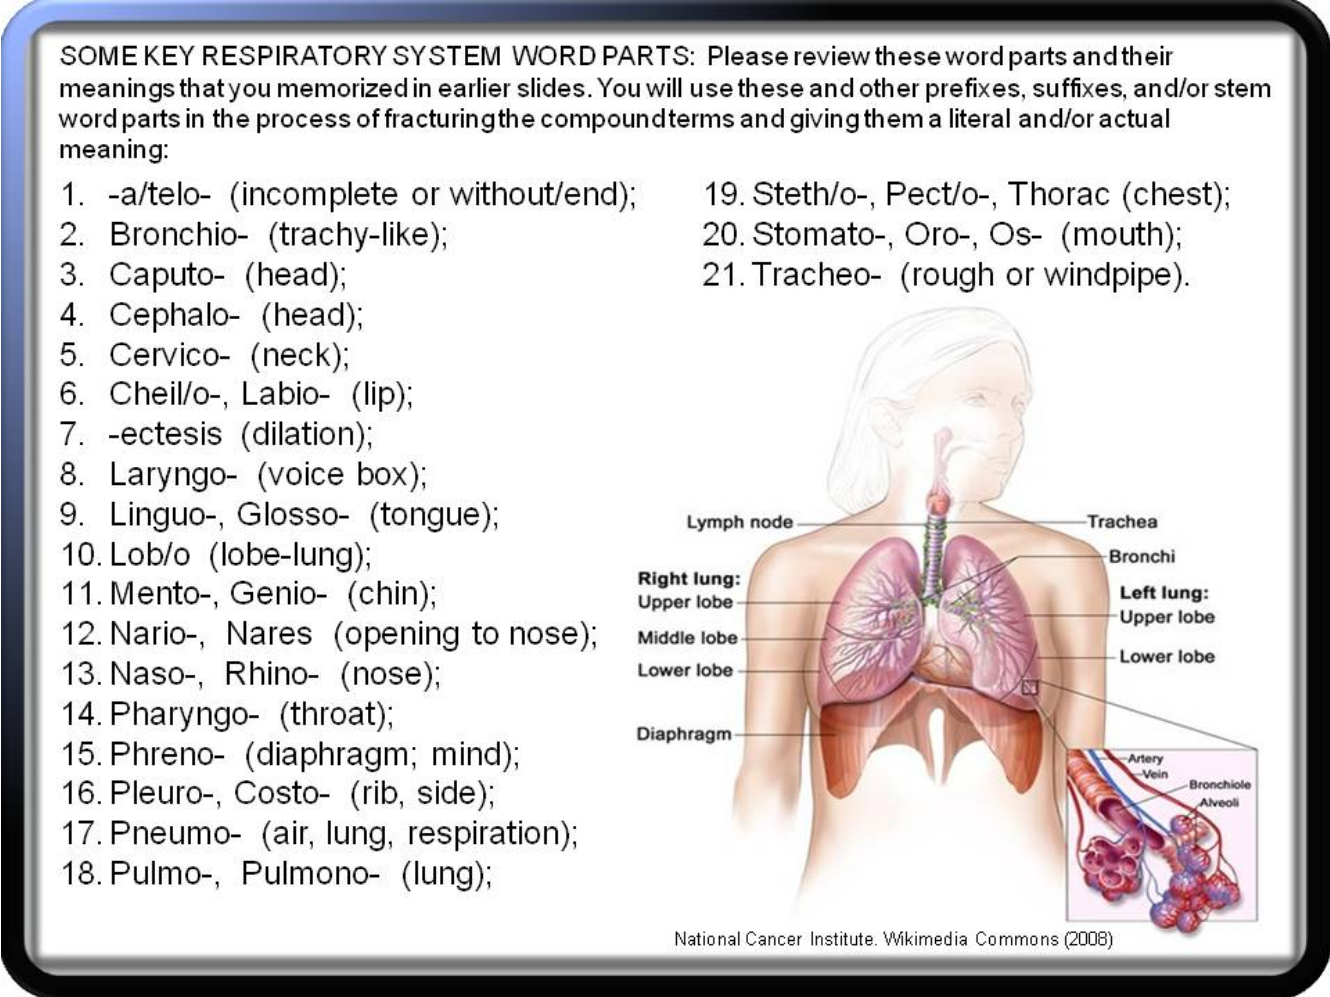 SOME KEY RESPIRATORY SYSTEM WORD PARTS: Please review these word parts and their
meanings that you memorized in earlier slides. You will use these and other prefixes, suffixes, and/or stem
word parts in the process of fracturing the compound terms and giving them a literal and/or actual
meaning:
1. -a/telo- (incomplete or without/end);
2. Bronchio- (trachy-like);
3. Caputo- (head);
4. Cephalo- (head);
5. Cervico- (neck);
6. Cheil/o-, Labio- (lip);
7. -ectesis (dilation);
8. Laryngo- (voice box);
9. Linguo-, Glosso- (tongue);
10. Lob/o (lobe-lung);
11. Mento-, Genio- (chin);
12. Nario-, Nares (opening to nose);
13. Naso-, Rhino- (nose);
14. Pharyngo- (throat);
15. Phreno- (diaphragm; mind);
16. Pleuro-, Costo- (rib, side);
17. Pneumo- (air, lung, respiration);
18. Pulmo-, Pulmono- (lung);
19. Steth/o-, Pect/o-, Thorac (chest);
20. Stomato-, Oro-, Os- (mouth);
21. Tracheo- (rough or windpipe).
Lymph node
Trachea
Bronchi
Right lung:
Upper lobe
Middle lobe
Lower lobe
Left lung:
Upper lobe
Lower lobe
Diaphragm
Artery
Vein
Bronchiole
Alveoli
National Cancer Institute. Wikimedia Commons (2008)